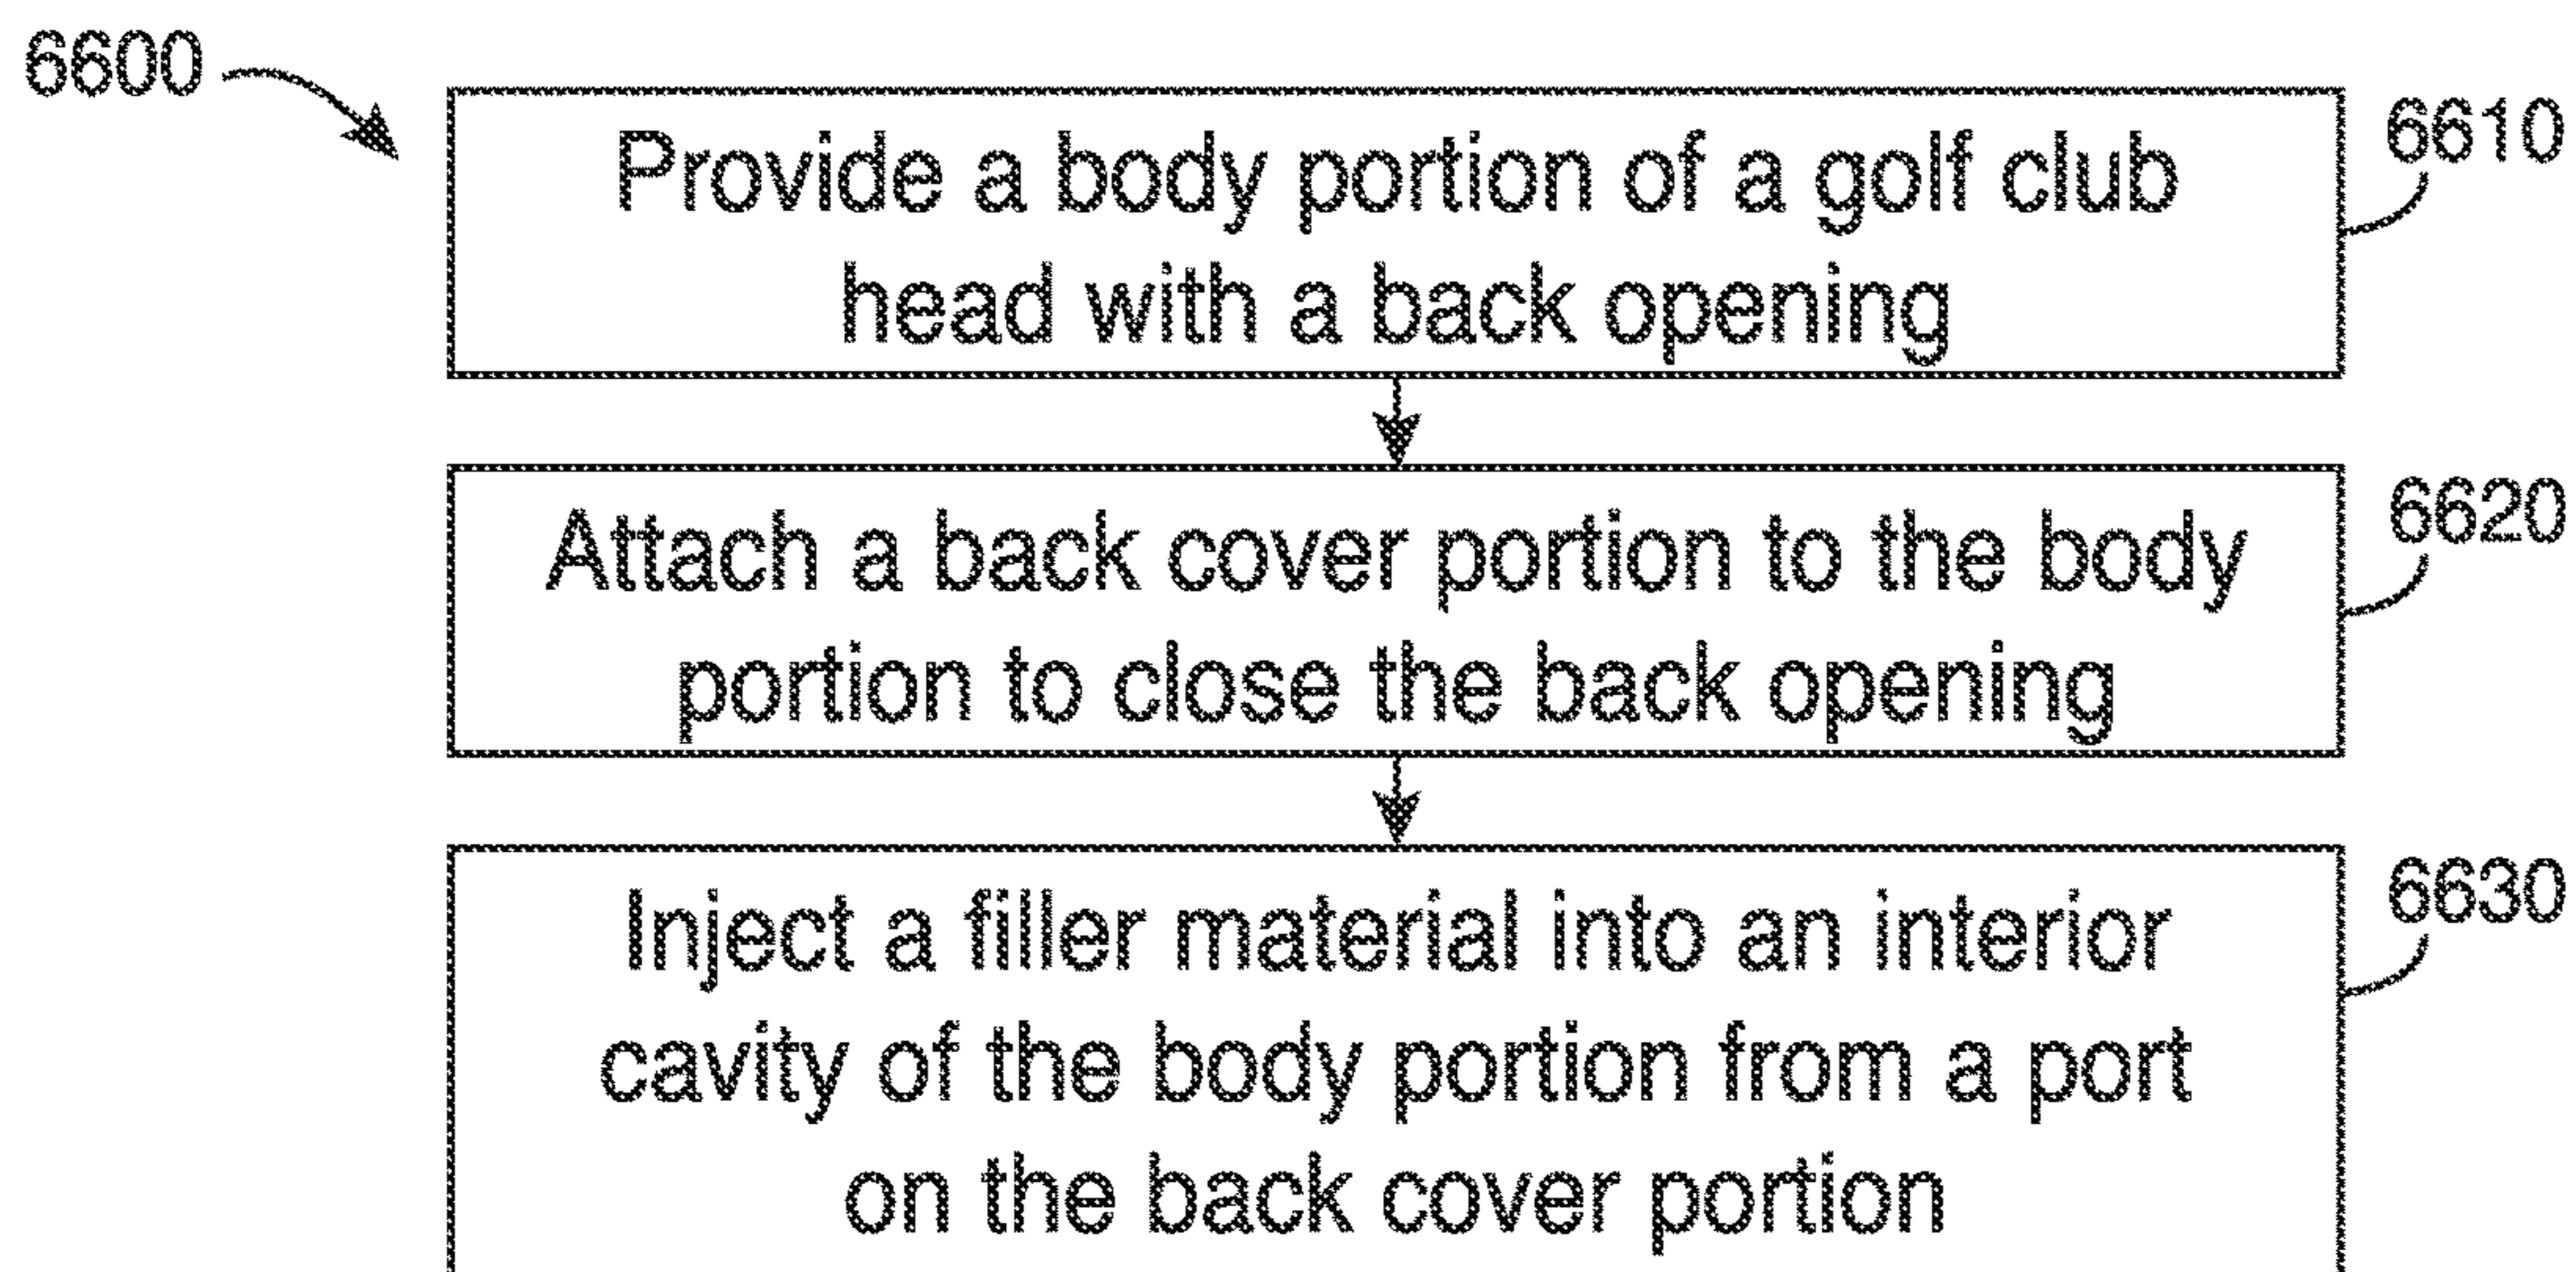 6600
6610
Provide a body portion of a golf club
head with a back opening
6620
Attach a back cover portion to the body
portion to close the back opening
6630
Inject a filler material into an interior
cavity of the body portion from a port
on the back cover portion